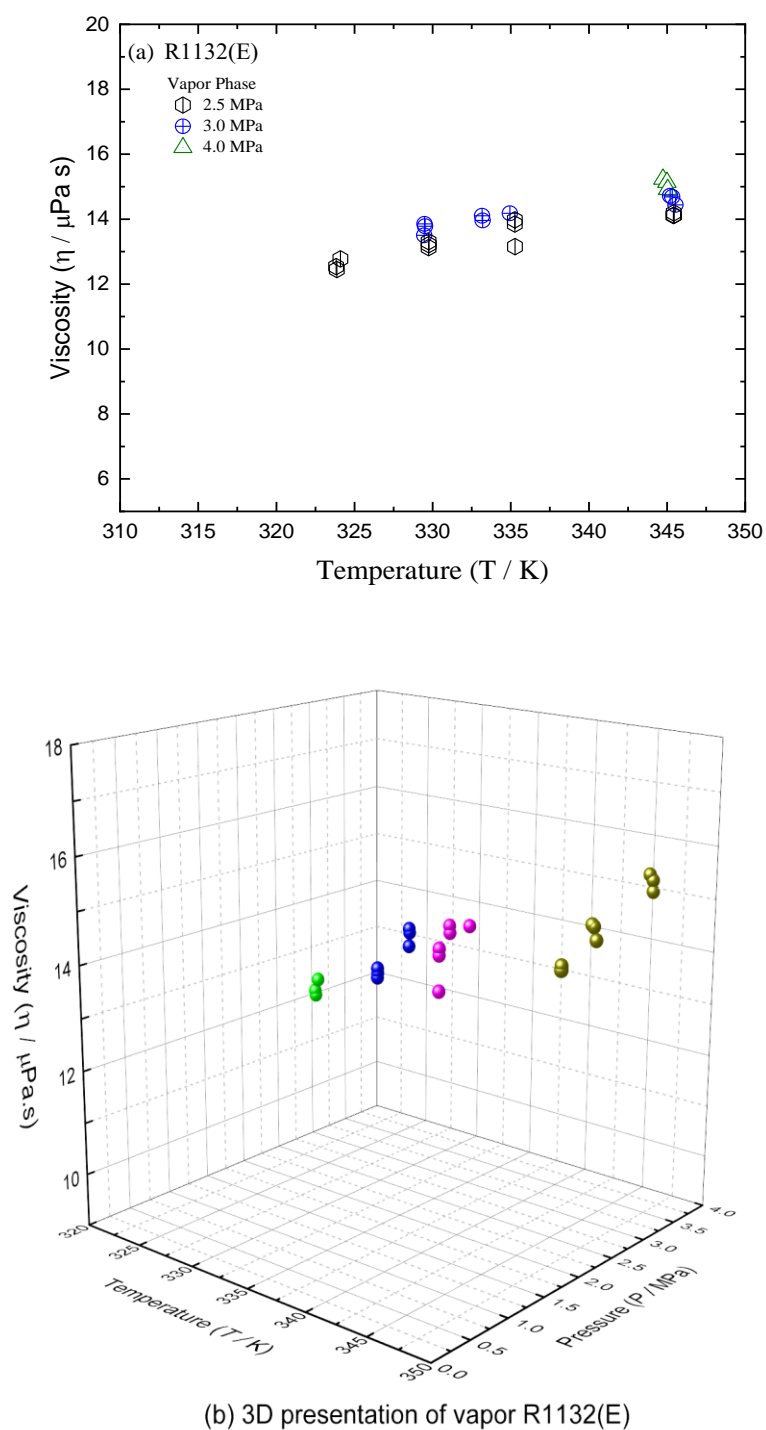 20
(a) R1132(E)
Vapor Phase
2.5 MPa
3.0 MPa
4.0 MPa
18
16
14
12
10
8
6
Viscosity (η / μPa s)
310 315 320 325 330 335 340 345 350
Temperature (T / K)
18
16
14
12
10
Viscosity (η / μPa.s)
320
325
330
335
340
345
350
Temperature (T / K)
0.0
0.5
1.0
1.5
2.0
2.5
3.0
3.5
4.0
Pressure (P / MPa)
(b) 3D presentation of vapor R1132(E)